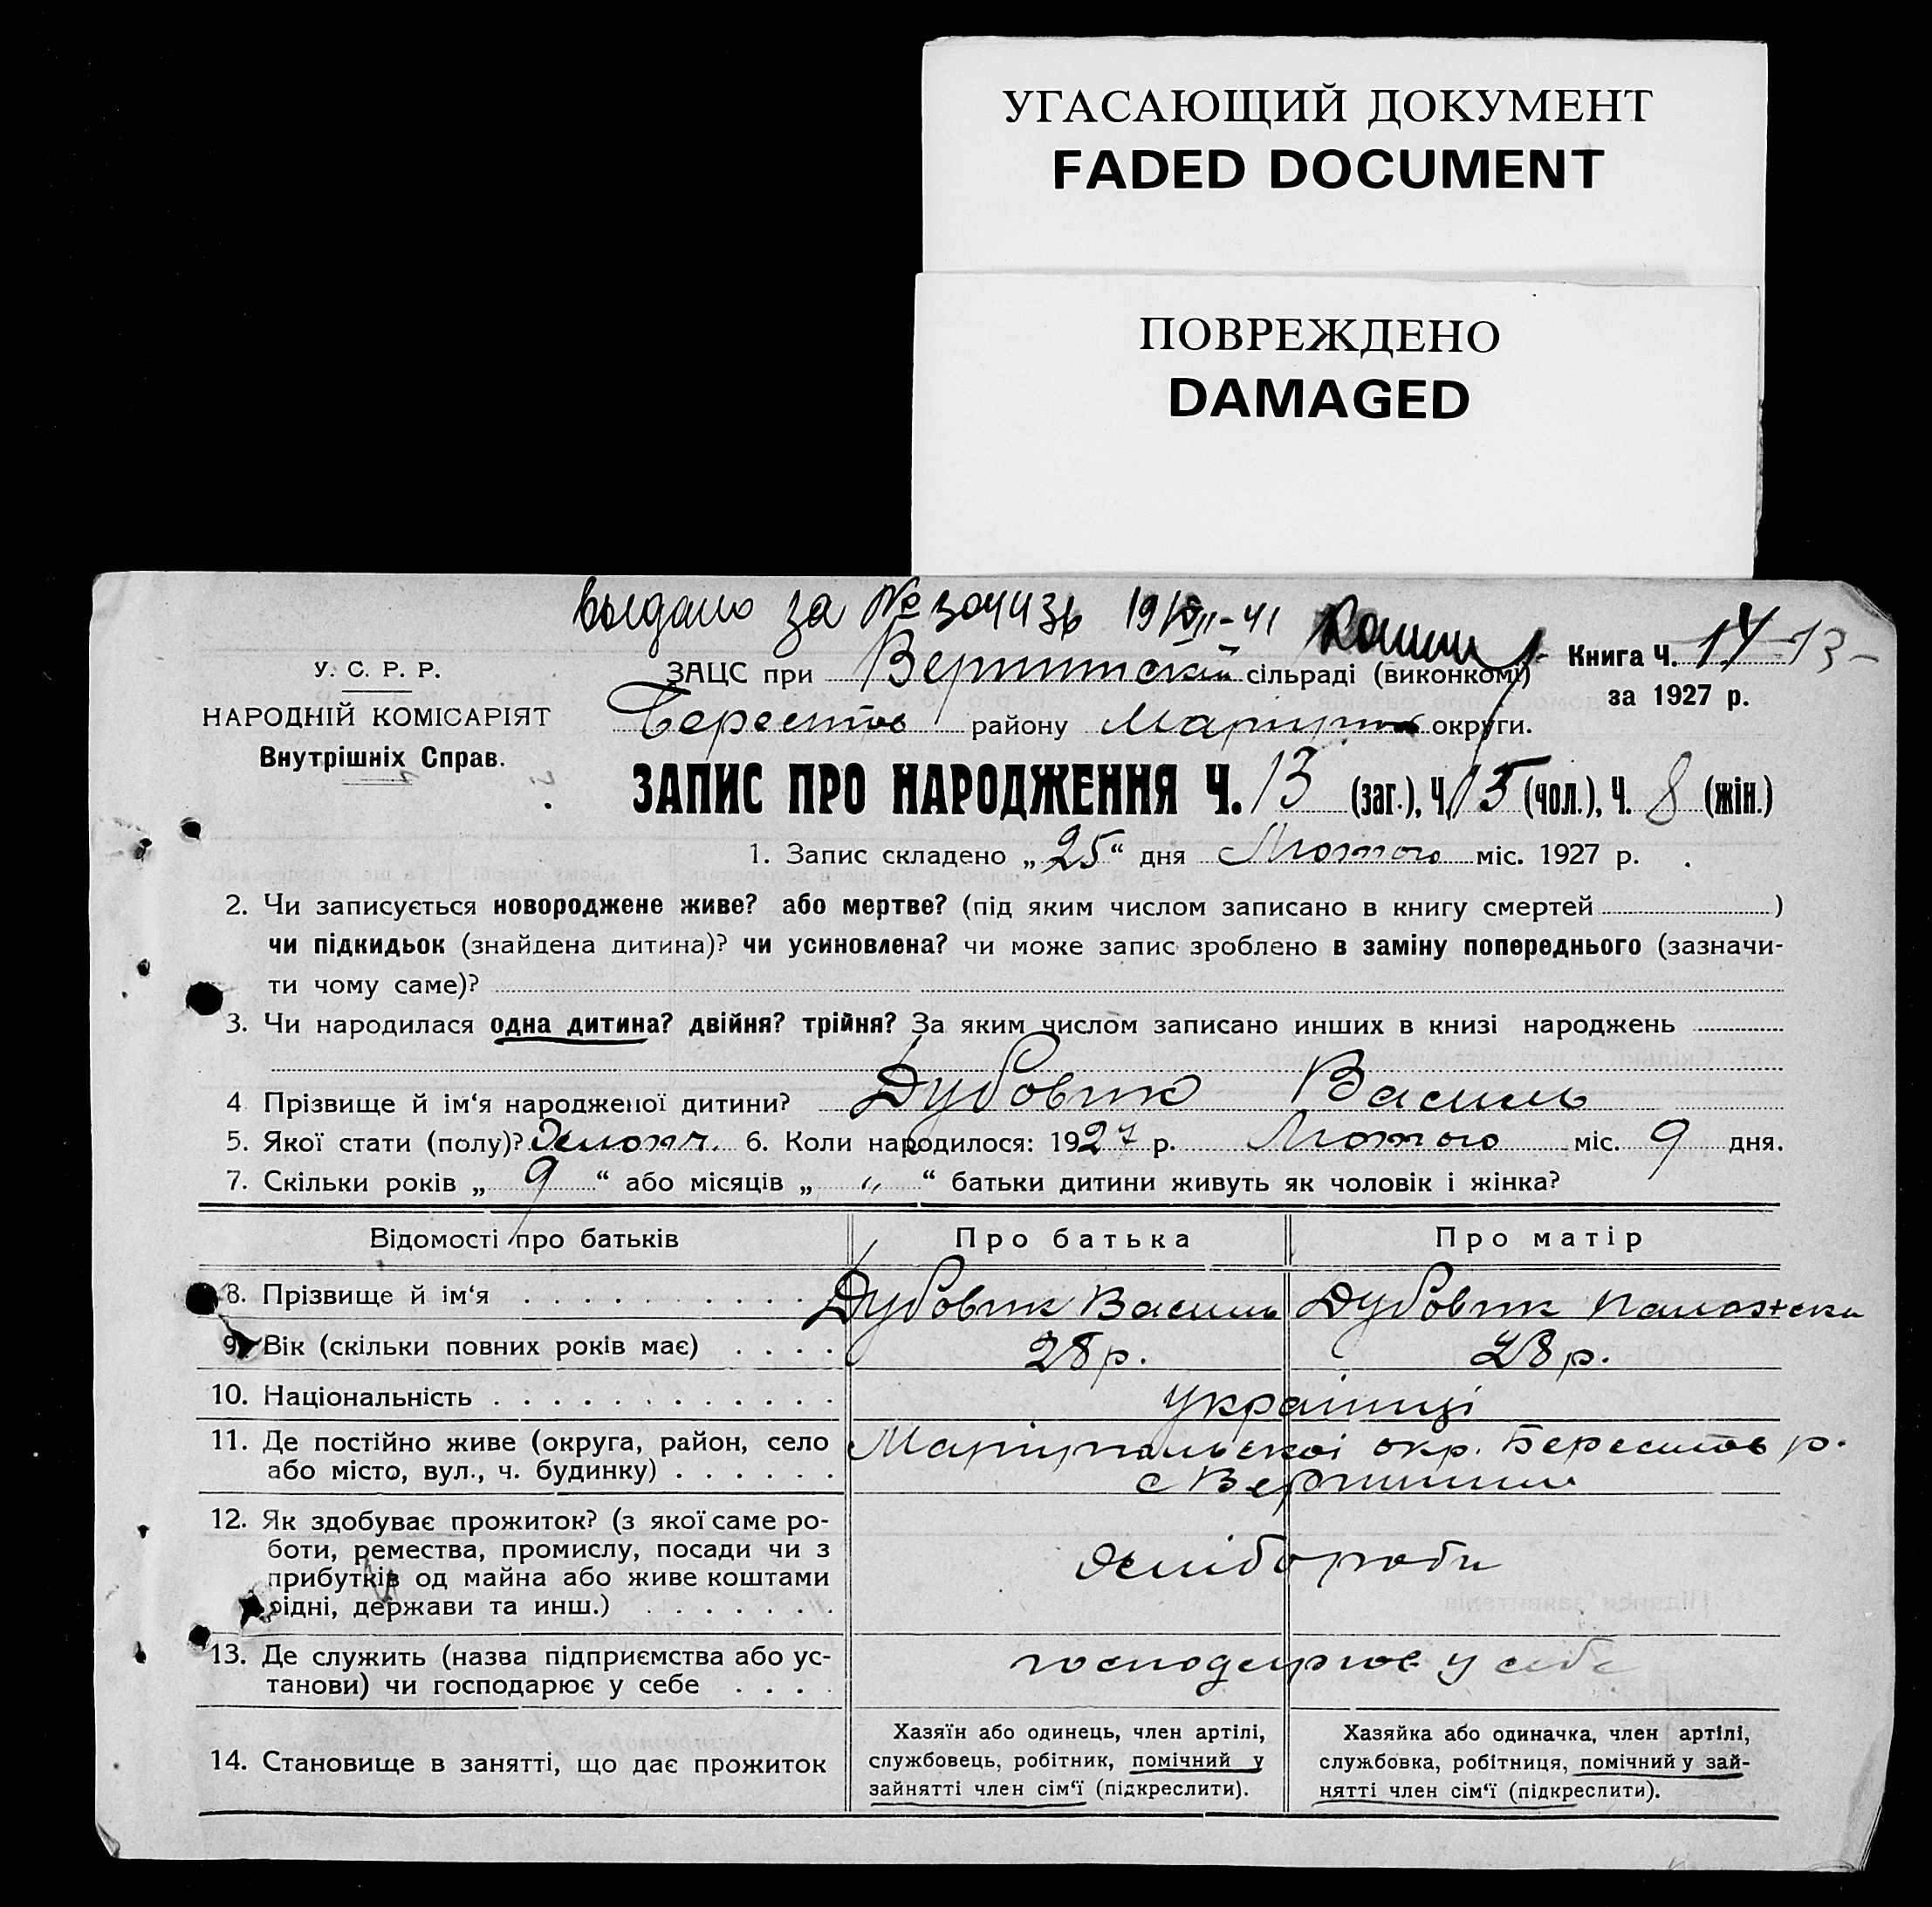 УГАСАЮЩИЙ ДОКУМЕНТ
FADED DOCUMENT
ПОВРЕЖДЕНО
DAMAGED
Выдано за № 304436 19/VII-41
У. С. Р. Р.
НАРОДНІЙ КОМІСАРІЯТ
Внутрішніх Справ.
ЗАЦС при сільраді (виконкомі)
Берестов району Маріуп округи.
Книга Ч. 14 13-
за 1927 р.
ЗАПИС ПРО НАРОДЖЕННЯ Ч. 13 (заг.), Ч. 15 (чол.), Ч. 8 (жін.)
1. Запис складено „ 25 “ дня Лютого міс. 1927 р.
2. Чи записується новороджене живе? або мертве? (під яким числом записано в книгу смертей )
чи підкидьок (знайдена дитина)? чи усиновлена? чи може запис зроблено в заміну попереднього (зазначи-
ти чому саме)?
3. Чи народилася одна дитина? двійня? трійня? За яким числом записано инших в книзі народжень
4 Прізвище й ім‘я народженої дитини? Дубовик Василь
5. Якої стати (полу)? Хлопч. 6. Коли народилося: 1927 р. Лютого міс. 9 дня.
7. Скільки років „ 9 “ або місяців „ " “ батьки дитини живуть як чоловік і жінка?
Відомості про батьків Про батька Про матір
8. Прізвище й ім‘я Дубовик Василь Дубовик
9. Вік (скільки повних років має) 28 р. 28 р.
10. Національність українці
11. Де постійно живе (округа, район, село Маріупільскоі окр. Берестов р.
або місто, вул., ч. будинку) с
12. Як здобуває прожиток? (з якої саме ро-
боти, ремества, промислу, посади чи з хлібороби
прибутків од майна або живе коштами
рідні, держави та инш.)
13. Де служить (назва підприємства або ус- господарює у себе
танови) чи господарює у себе
14. Становище в занятті, що дає прожиток
Хазяїн або одинець, член артілі,
службовець, робітник, помічний у
зайнятті член сім‘ї (підкреслити).
Хазяйка або одиначка, член артілі,
службовка, робітниця, помічний у зай-
нятті член сім‘ї (підкреслити).